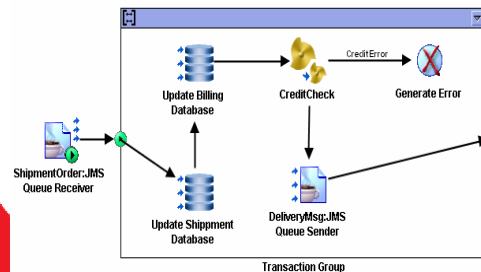 Update Billing
Database
CreditCheck
CreditError
Generate Error
ShipmentOrder:JMS
Queue Receiver
Update Shippment
Database
DeliveryMsg:JMS
Queue Sender
Transaction Group